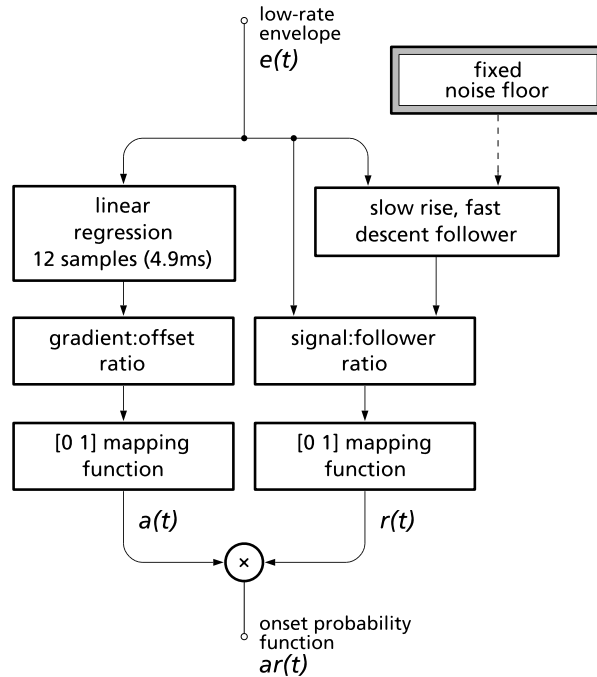 low-rate
envelope
e(t)
fixed
noise floor
linear
regression
12 samples (4.9ms)
slow rise, fast
descent follower
gradient:offset
ratio
signal:follower
ratio
[0 1] mapping
function
[0 1] mapping
function
a(t)
r(t)
×
onset probability
function
ar(t)